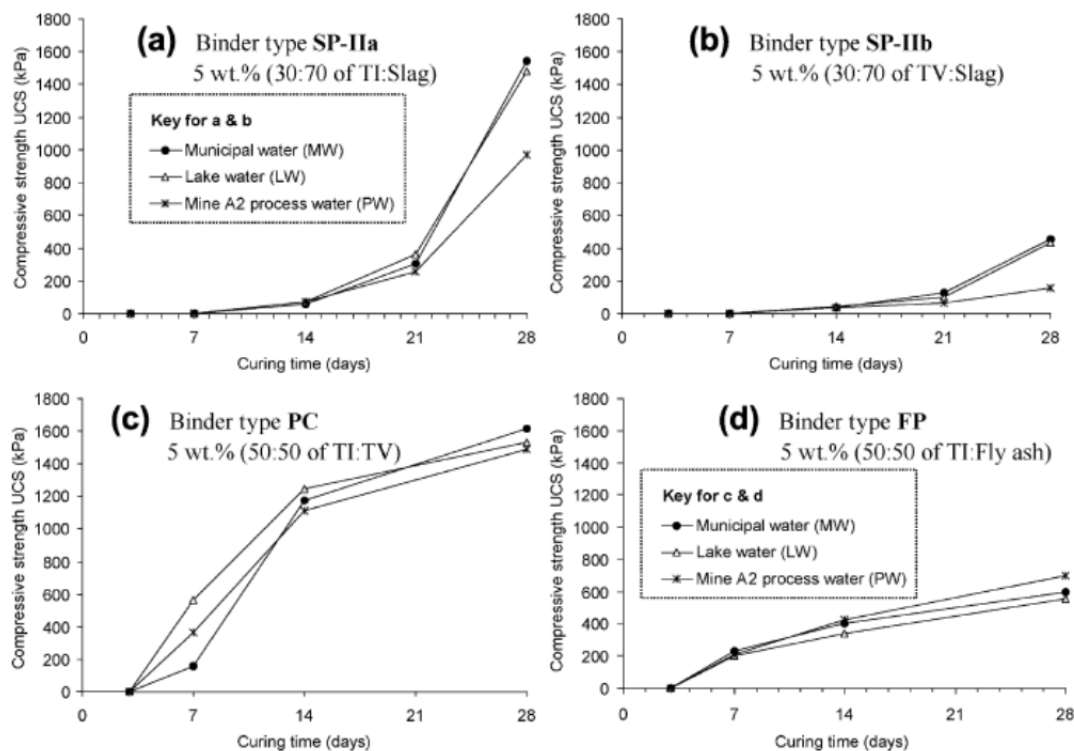 (a) Binder type SP-IIa
5 wt.% (30:70 of TI:Slag)
Key for a & b
Municipal water (MW)
Lake water (LW)
Mine A2 process water (PW)
Compressive strength UCS (kPa)
1800
1600
1400
1200
1000
800
600
400
200
0
0 7 14 21 28
Curing time (days)
(b) Binder type SP-IIb
5 wt.% (30:70 of TV:Slag)
Compressive strength UCS (kPa)
1800
1600
1400
1200
1000
800
600
400
200
0
0 7 14 21 28
Curing time (days)
(c) Binder type PC
5 wt.% (50:50 of TI:TV)
Compressive strength UCS (kPa)
1800
1600
1400
1200
1000
800
600
400
200
0
0 7 14 21 28
Curing time (days)
(d) Binder type FP
5 wt.% (50:50 of TI:Fly ash)
Key for c & d
Municipal water (MW)
Lake water (LW)
Mine A2 process water (PW)
Compressive strength UCS (kPa)
1800
1600
1400
1200
1000
800
600
400
200
0
0 7 14 21 28
Curing time (days)